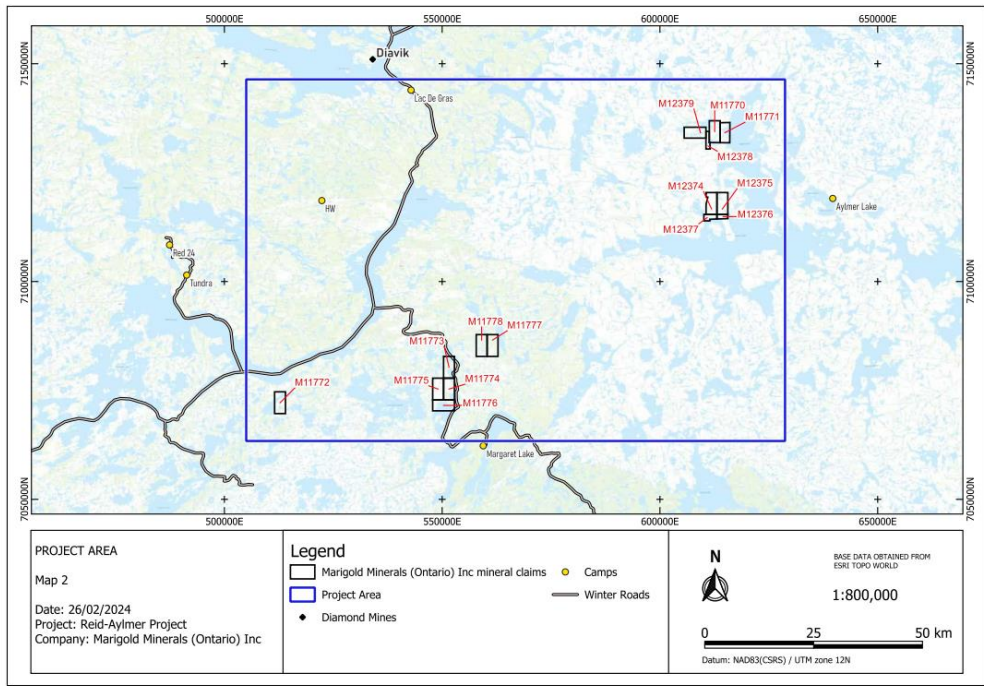 500000E
550000E
600000E
650000E
7150000N
7150000N
Diavik
Lac De Gras
M12379
M11770
M11771
M12378
M12374
M12375
HW
Aylmer Lake
M12377
M12376
Red 24
Tundra
7100000N
7100000N
M11778
M11777
M11773
M11775
M11774
M11772
M11776
Margaret Lake
7050000N
7050000N
500000E
550000E
600000E
650000E
PROJECT AREA
Map 2
Date: 26/02/2024
Project: Reid-Aylmer Project
Company: Marigold Minerals (Ontario) Inc
Legend
Marigold Minerals (Ontario) Inc mineral claims
Camps
Project Area
Winter Roads
Diamond Mines
N
BASE DATA OBTAINED FROM
ESRI TOPO WORLD
1:800,000
0 25 50 km
Datum: NAD83(CSRS) / UTM zone 12N